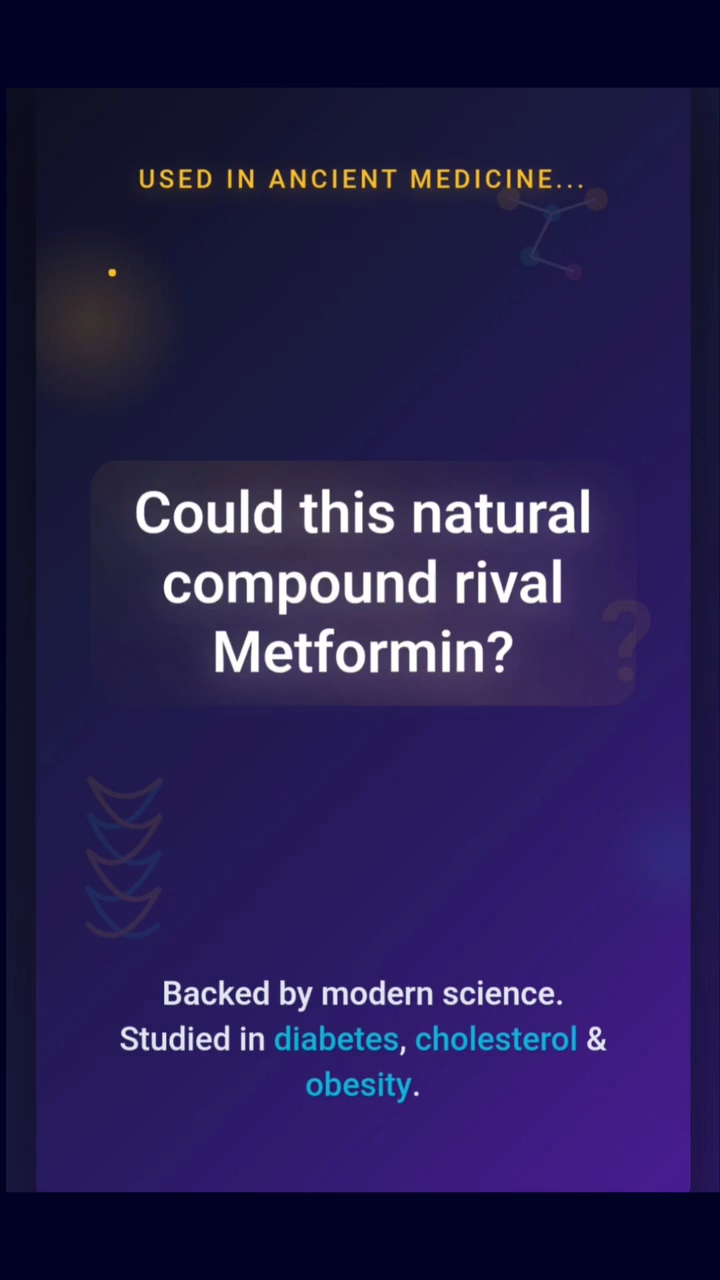 USED IN ANCIENT MEDICINE...
Could this natural
compound rival
Metformin?
?
Backed by modern science.
Studied in diabetes, cholesterol &
obesity.